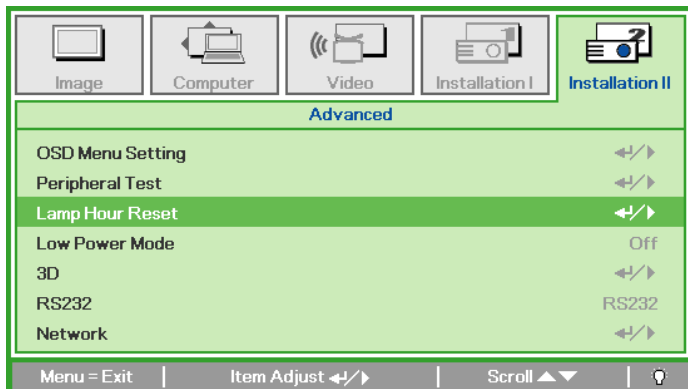 Image Computer Video Installation I Installation II
Advanced
OSD Menu Setting
Peripheral Test
Lamp Hour Reset
Low Power Mode Off
3D
RS232 RS232
Network
Menu = Exit Item Adjust ↵/▶ Scroll ▲▼